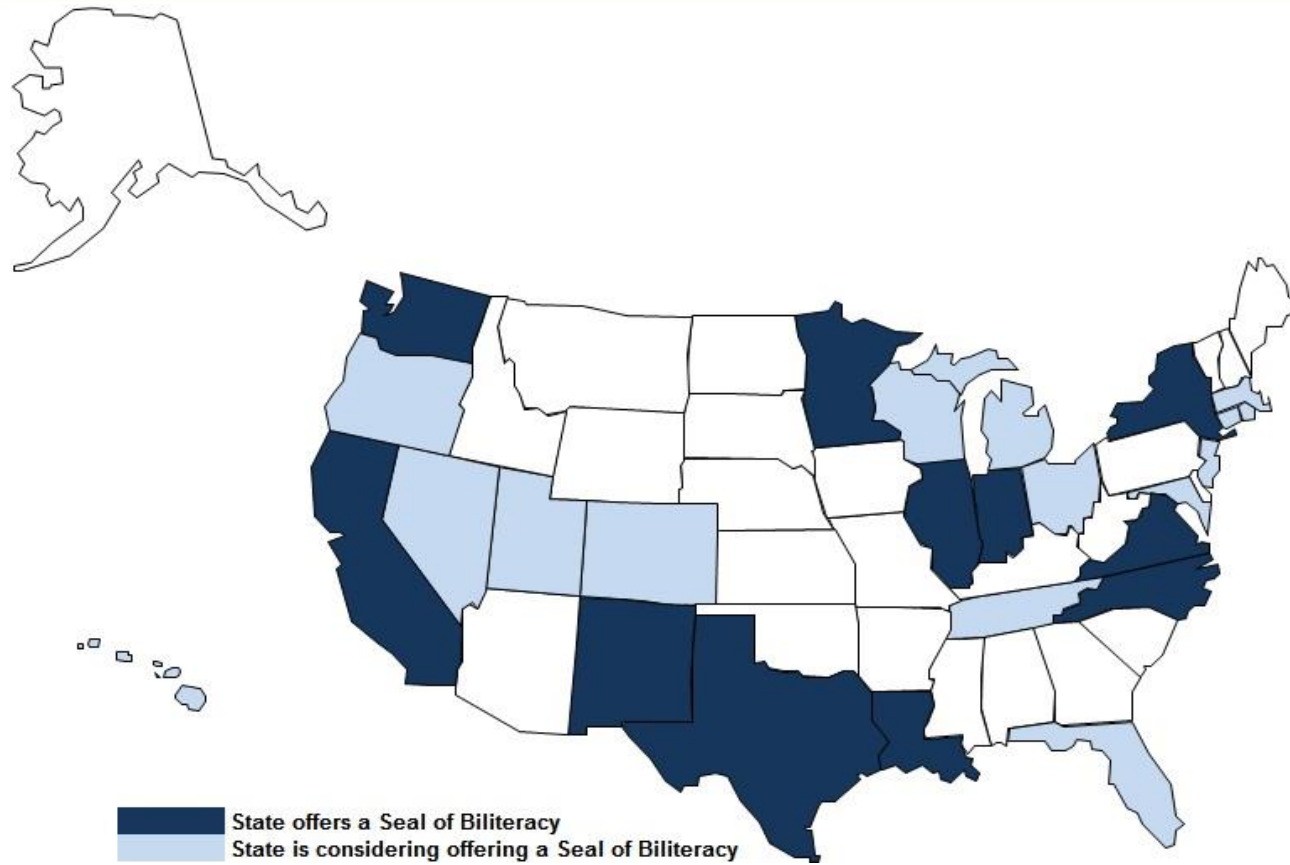 State offers a Seal of Biliteracy
State is considering offering a Seal of Biliteracy